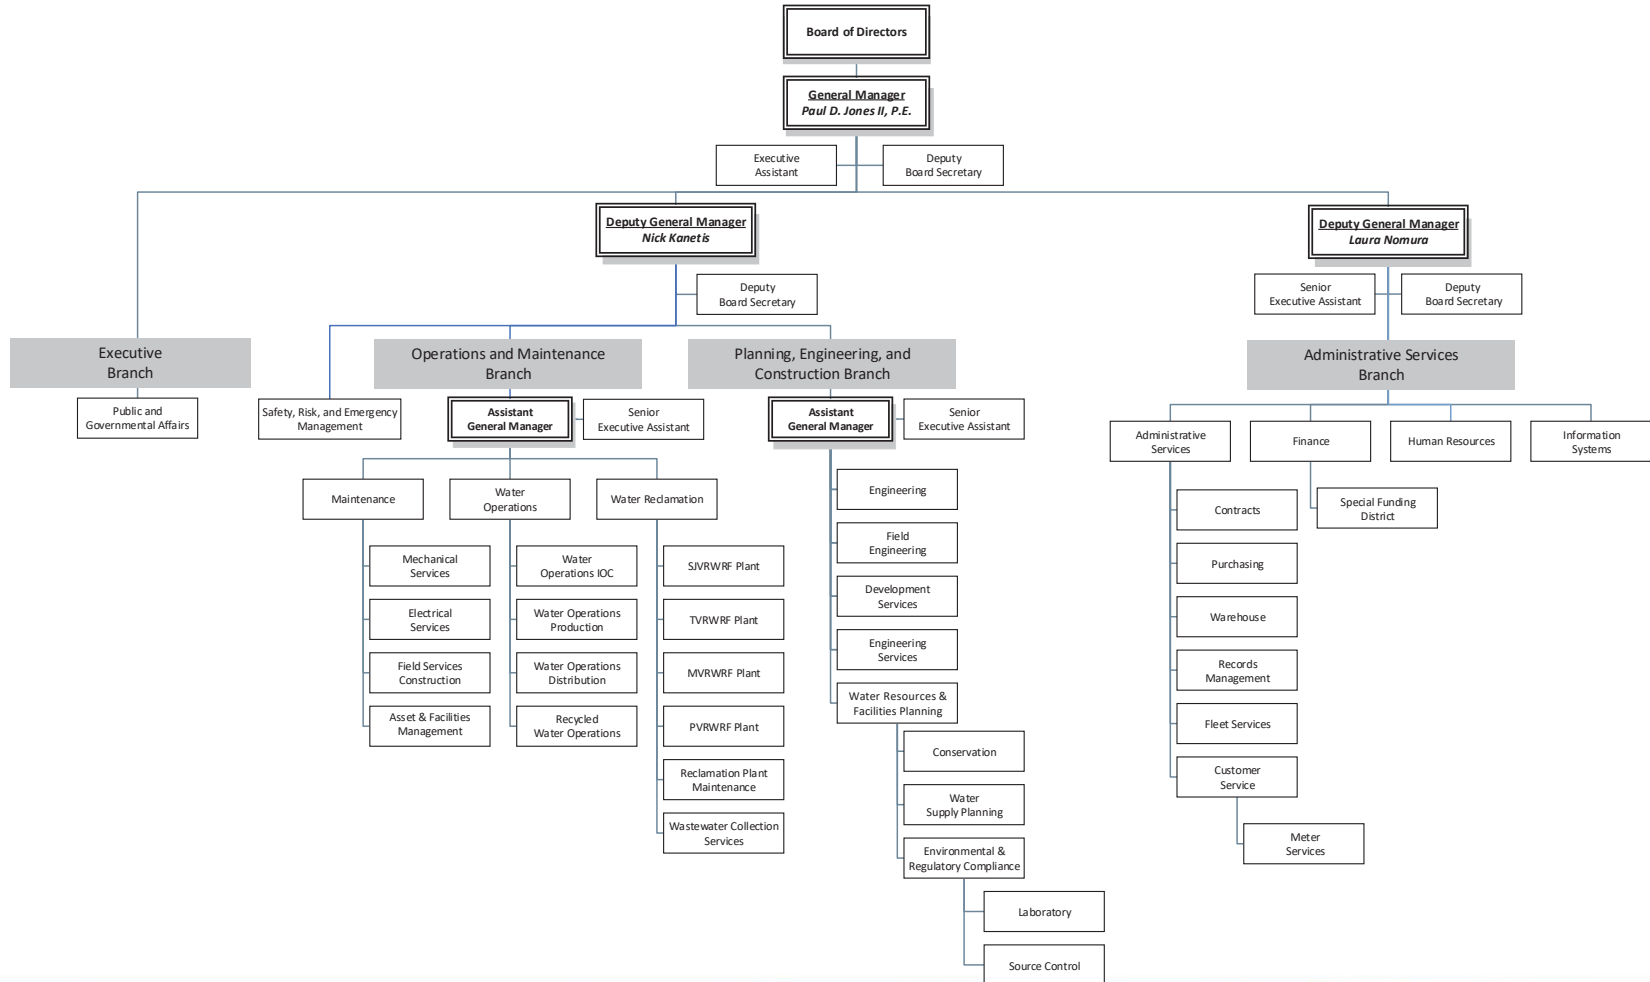 Board of Directors
General Manager
Paul D. Jones II, P.E.
Executive
Assistant
Deputy
Board Secretary
Deputy General Manager
Nick Kanetis
Deputy
Board Secretary
Deputy General Manager
Laura Nomura
Senior
Executive Assistant
Deputy
Board Secretary
Executive
Branch
Public and
Governmental Affairs
Safety, Risk, and Emergency
Management
Operations and Maintenance
Branch
Assistant
General Manager
Senior
Executive Assistant
Maintenance
Mechanical
Services
Electrical
Services
Field Services
Construction
Asset & Facilities
Management
Water
Operations
Water
Operations IOC
Water Operations
Production
Water Operations
Distribution
Recycled
Water Operations
Water Reclamation
SJVRWRF Plant
TVRWRF Plant
MVRWRF Plant
PVRWRF Plant
Reclamation Plant
Maintenance
Wastewater Collection
Services
Planning, Engineering, and
Construction Branch
Assistant
General Manager
Senior
Executive Assistant
Engineering
Field
Engineering
Development
Services
Engineering
Services
Water Resources &
Facilities Planning
Conservation
Water
Supply Planning
Environmental &
Regulatory Compliance
Laboratory
Source Control
Administrative Services
Branch
Administrative
Services
Contracts
Purchasing
Warehouse
Records
Management
Fleet Services
Customer
Service
Meter
Services
Finance
Special Funding
District
Human Resources
Information
Systems